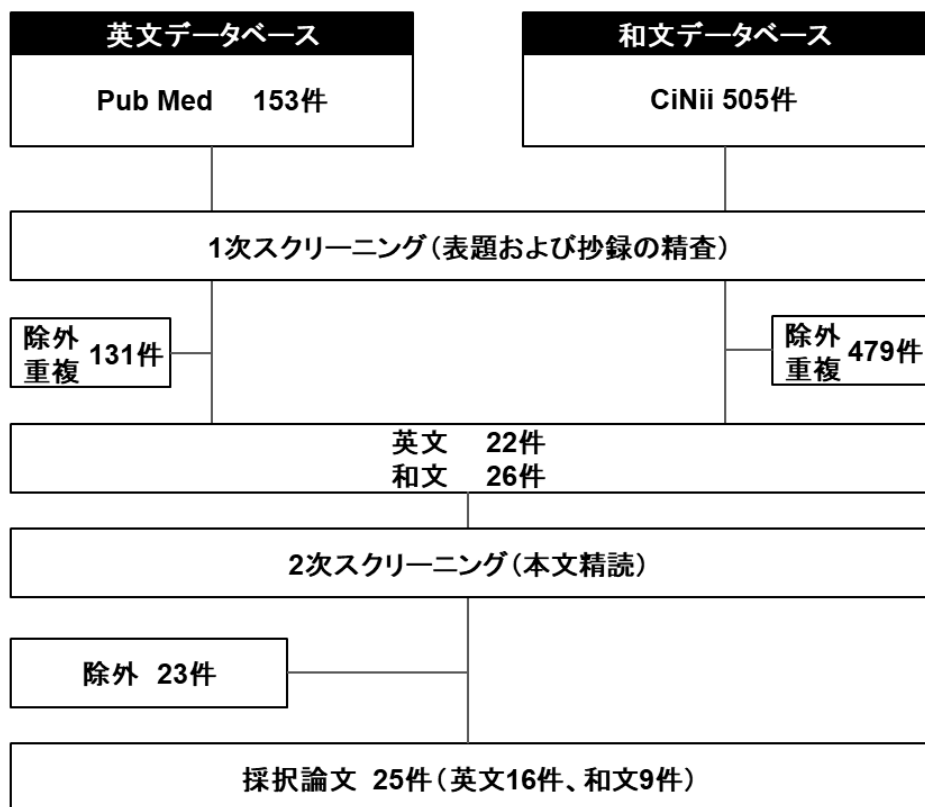 英文データベース
Pub Med 153件
和文データベース
CiNii 505件
1次スクリーニング(表題および抄録の精査)
除外
重複 131件
除外
重複 479件
英文 22件
和文 26件
2次スクリーニング(本文精読)
除外 23件
採択論文 25件(英文16件、和文9件)